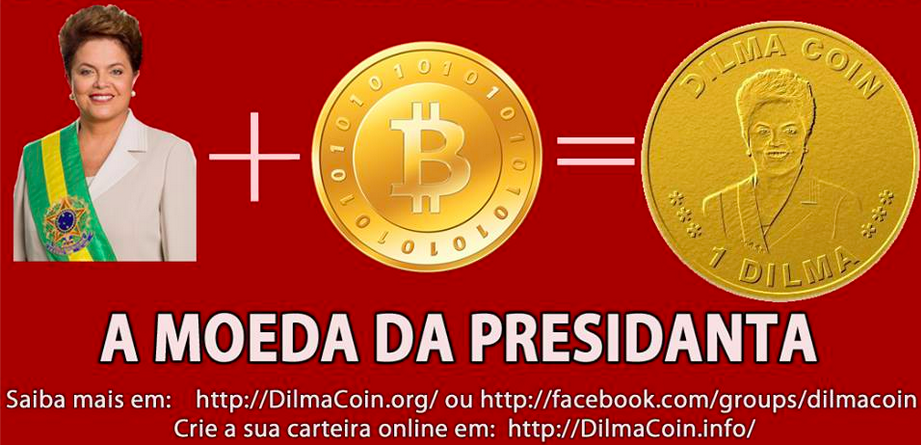 DILMA COIN
1 DILMA
A MOEDA DA PRESIDANTA
Saiba mais em: http://DilmaCoin.org/ ou http://facebook.com/groups/dilmacoin
Crie a sua carteira online em: http://DilmaCoin.info/